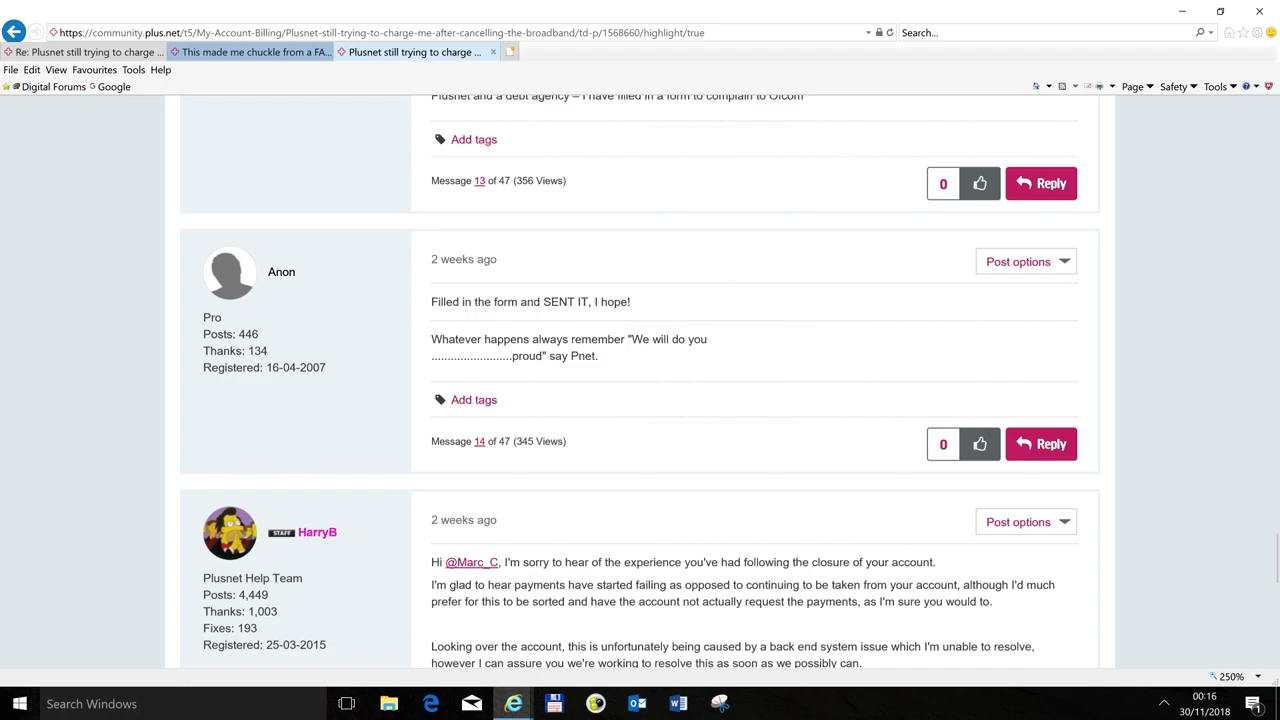 https://community.plus.net/t5/My-Account-Billing/Plusnet-still-trying-to-charge-me-after-cancelling-the-broadband/td-p/1568660/highlight/true
Search...
Re: Plusnet still trying to charge ...
This made me chuckle from a FA...
Plusnet still trying to charge ...
File Edit View Favourites Tools Help
Digital Forums Google
Page Safety Tools
Plusnet and a debt agency – I have filled in a form to complain to Ofcom
Add tags
Message 13 of 47 (356 Views)
0
Reply
Anon
Pro
Posts: 446
Thanks: 134
Registered: 16-04-2007
2 weeks ago
Post options
Filled in the form and SENT IT, I hope!
Whatever happens always remember "We will do you
.........................proud" say Pnet.
Add tags
Message 14 of 47 (345 Views)
0
Reply
STAFF HarryB
Plusnet Help Team
Posts: 4,449
Thanks: 1,003
Fixes: 193
Registered: 25-03-2015
2 weeks ago
Post options
Hi @Marc_C, I'm sorry to hear of the experience you've had following the closure of your account.
I'm glad to hear payments have started failing as opposed to continuing to be taken from your account, although I'd much
prefer for this to be sorted and have the account not actually request the payments, as I'm sure you would to.
Looking over the account, this is unfortunately being caused by a back end system issue which I'm unable to resolve,
however I can assure you we're working to resolve this as soon as we possibly can.
250%
Search Windows
00:16
30/11/2018
1